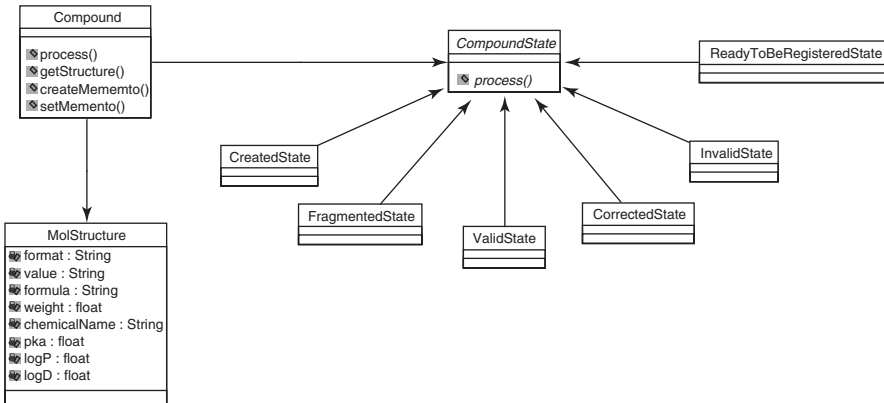 Compound
process()
getStructure()
createMememto()
setMemento()
CompoundState
process()
ReadyToBeRegisteredState
CreatedState
InvalidState
FragmentedState
CorrectedState
ValidState
MolStructure
format : String
value : String
formula : String
weight : float
chemicalName : String
pka : float
logP : float
logD : float